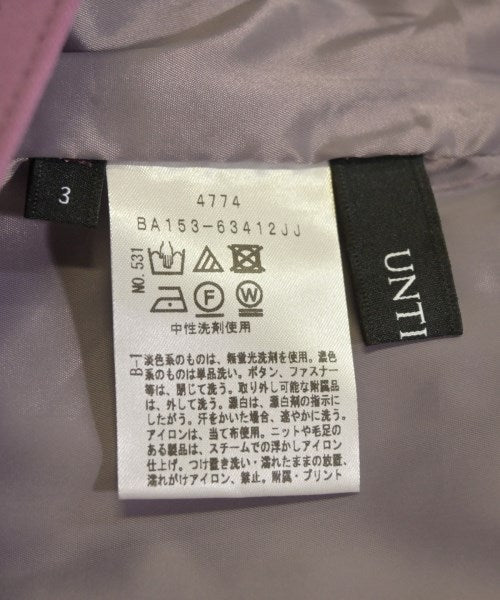 3
4774
BA153-63412JJ
NO.531
F
W
中性洗剤使用
B-1
淡色系のものは、無蛍光洗剤を使用。濃色
系のものは単品洗い。ボタン、ファスナー
等は、閉じて洗う。取り外し可能な附属品
は、外して洗う。漂白は、漂白剤の指示に
したがう。汗をかいた場合、速やかに洗う。
アイロンは、当て布使用。ニットや毛足の
ある製品は、スチームでの浮かしアイロン
仕上げ。つけ置き洗い・濡れたままの放置、
濡れがけアイロン、禁止。附属・プリント
UNTI